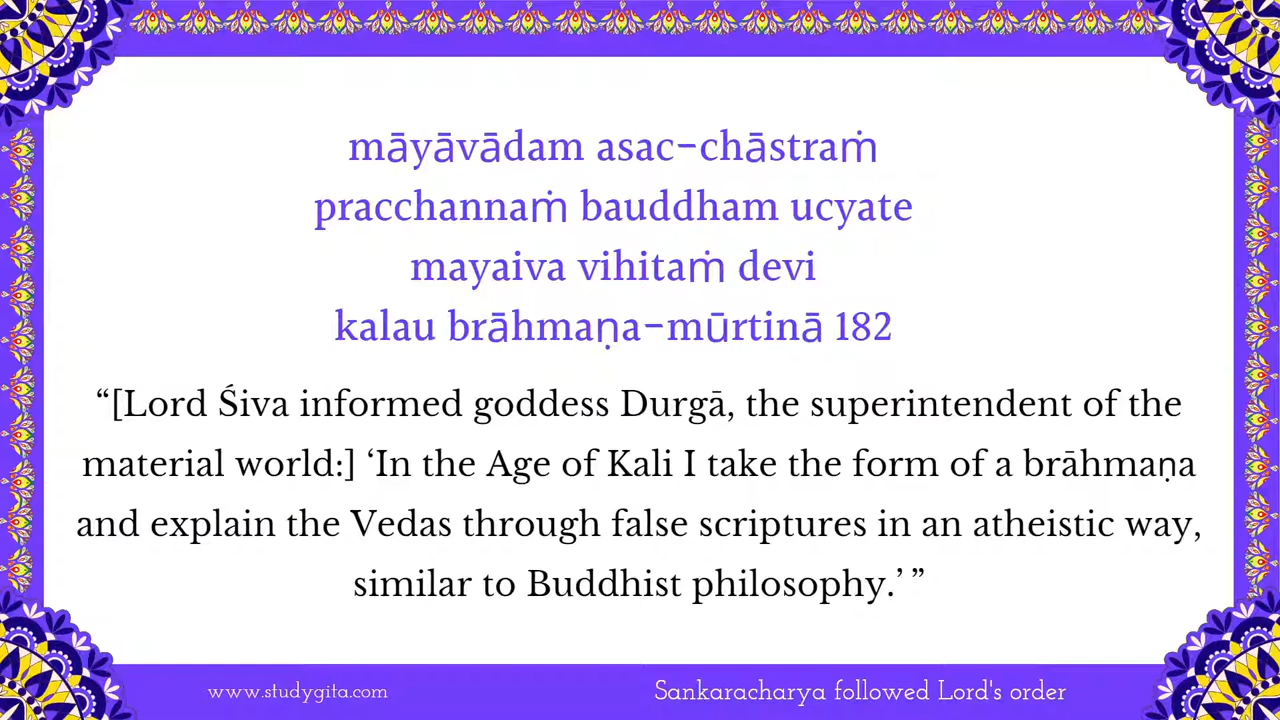 māyāvādam asac-chāstraṁ
pracchannaṁ bauddham ucyate
mayaiva vihitaṁ devi
kalau brāhmaṇa-mūrtinā 182
“[Lord Śiva informed goddess Durgā, the superintendent of the
material world:] ‘In the Age of Kali I take the form of a brāhmaṇa
and explain the Vedas through false scriptures in an atheistic way,
similar to Buddhist philosophy.’ ”
www.studygita.com
Sankaracharya followed Lord's order